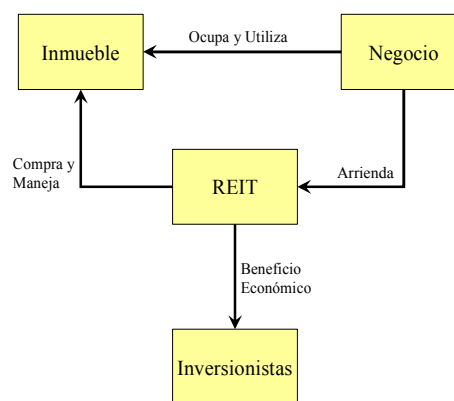 Ocupa y Utiliza
Inmueble
Negocio
Compra y
Maneja
REIT
Arrienda
Beneficio
Económico
Inversionistas